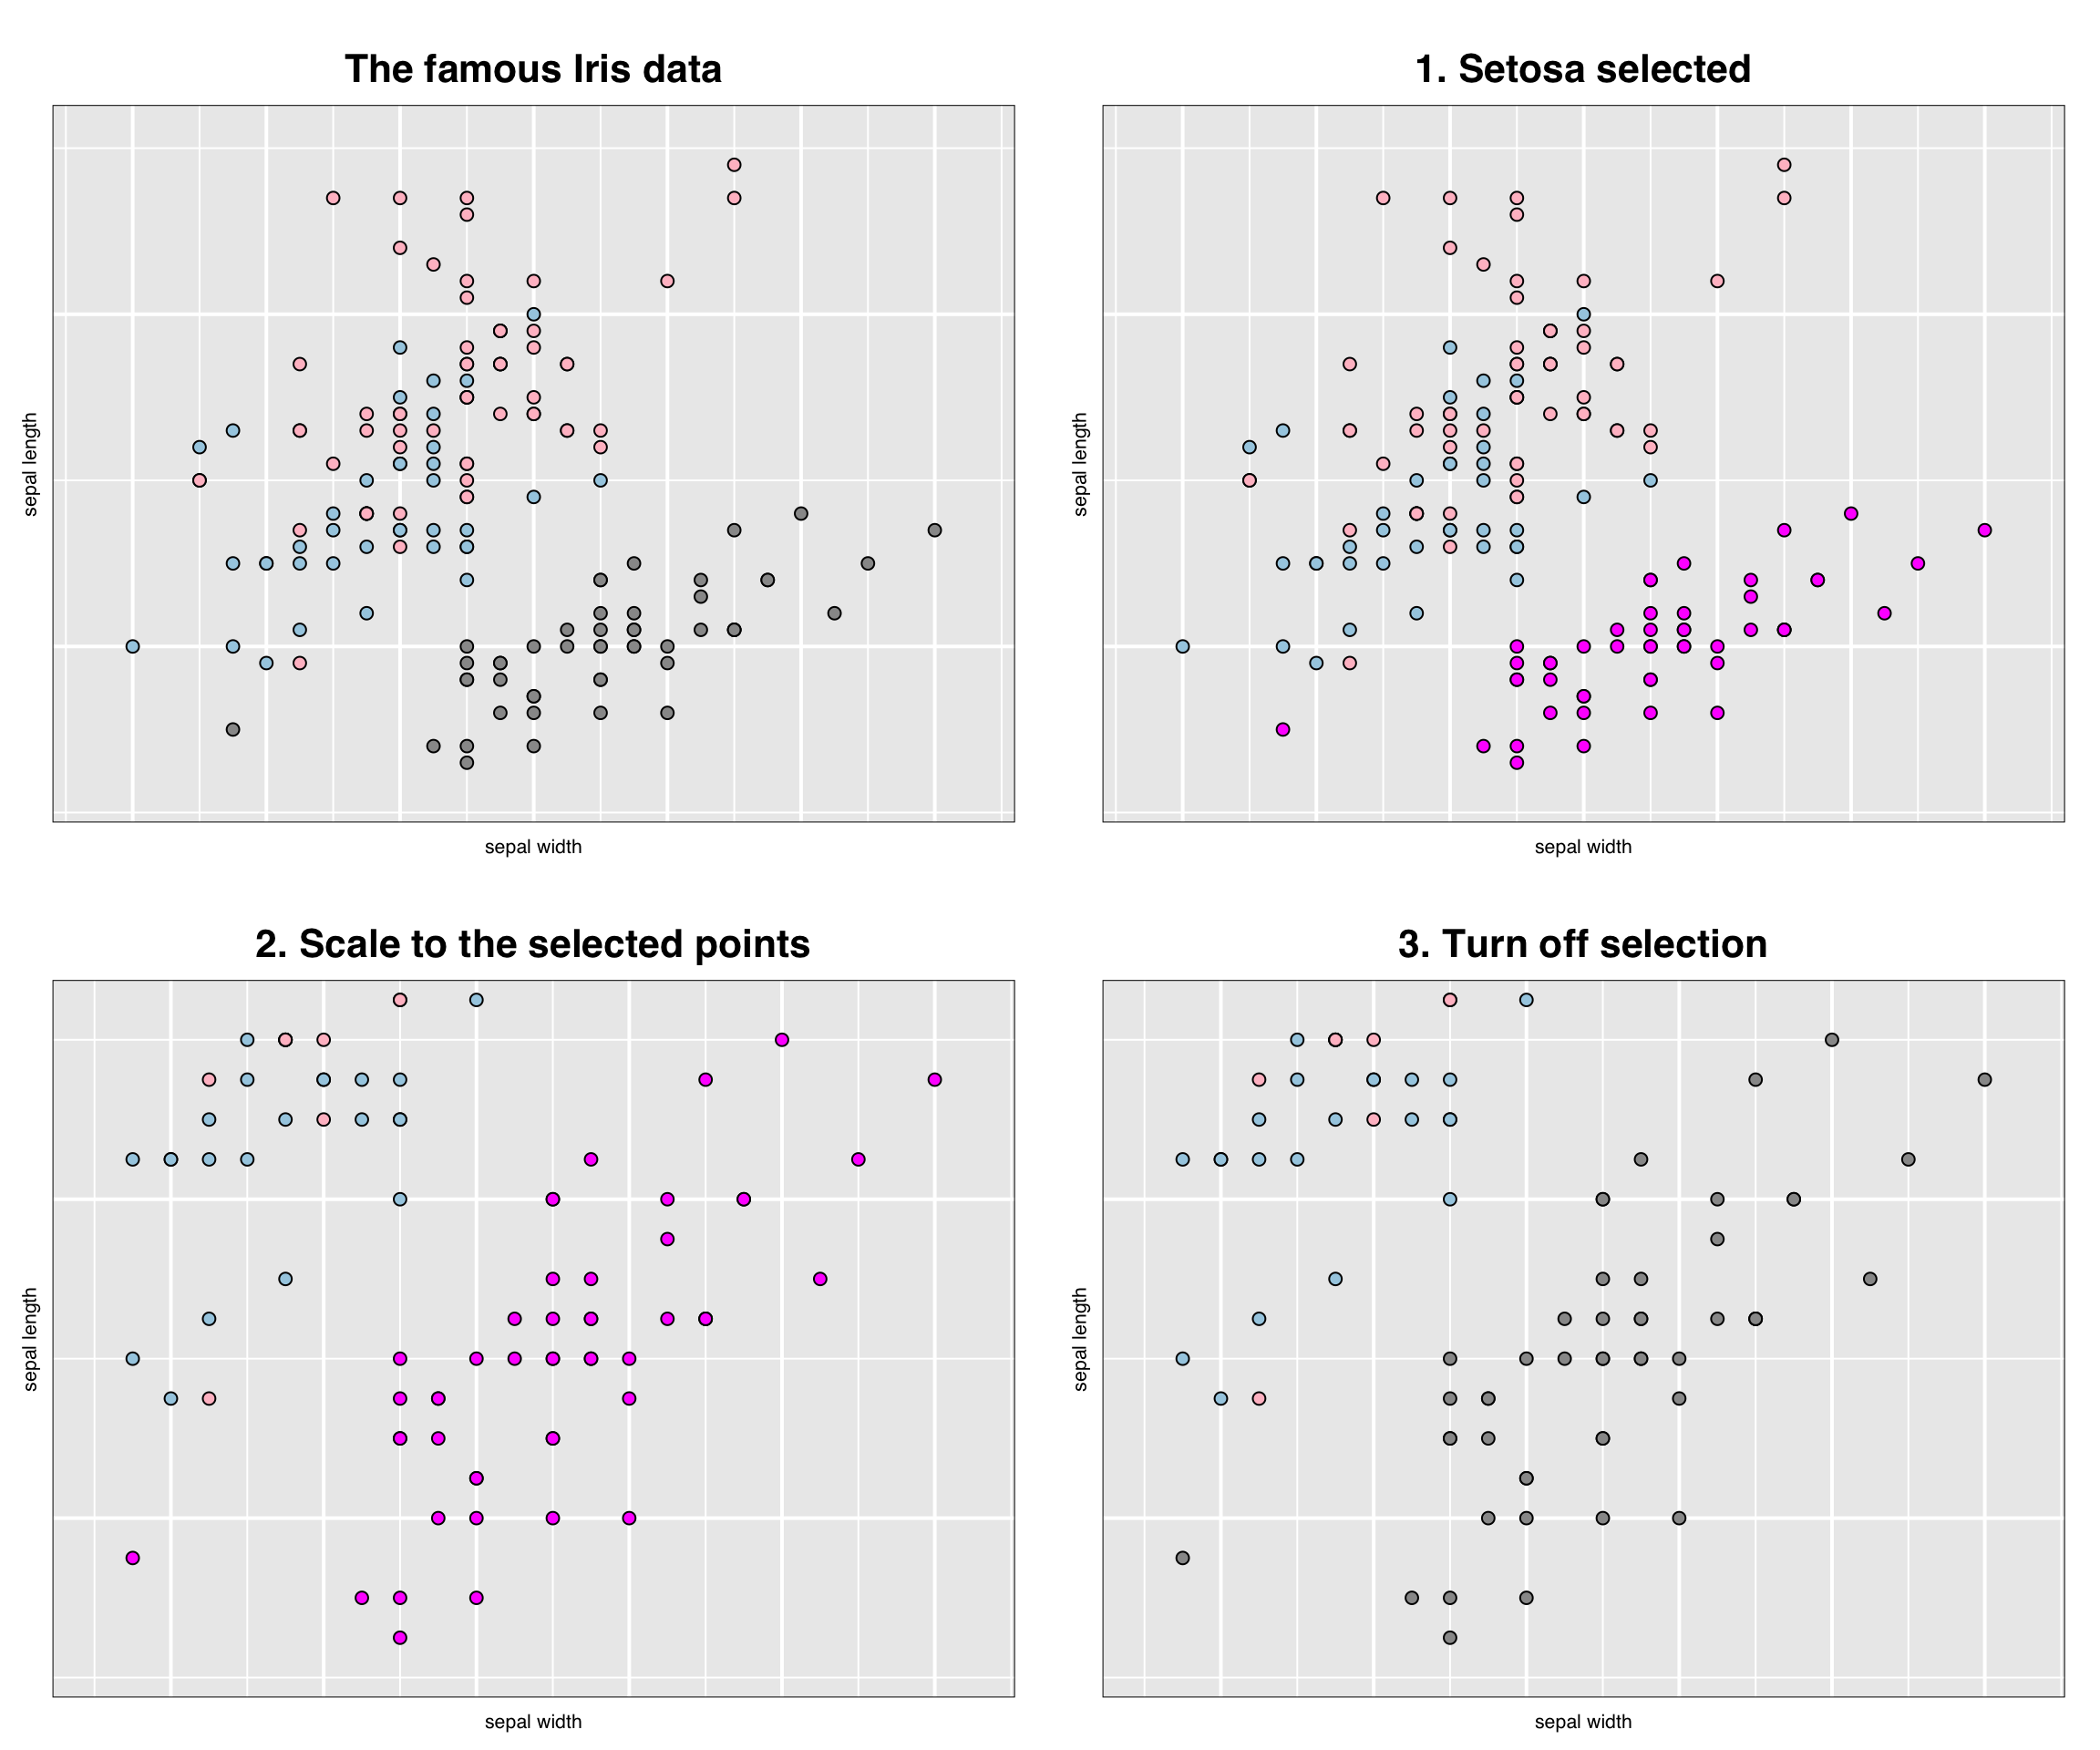 The famous Iris data
sepal length
sepal width
1. Setosa selected
sepal length
sepal width
2. Scale to the selected points
sepal length
sepal width
3. Turn off selection
sepal length
sepal width